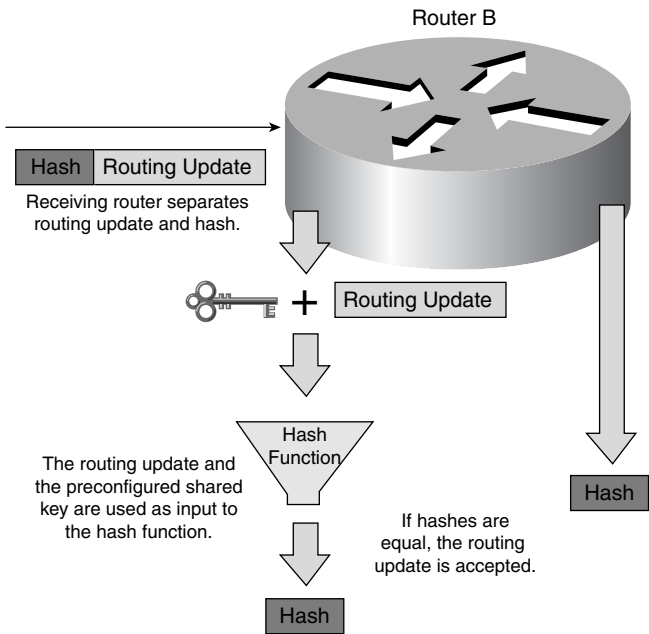 Router B
Hash Routing Update
Receiving router separates
routing update and hash.
+ Routing Update
Hash
Function
The routing update and
the preconfigured shared
key are used as input to
the hash function.
If hashes are
equal, the routing
update is accepted.
Hash
Hash